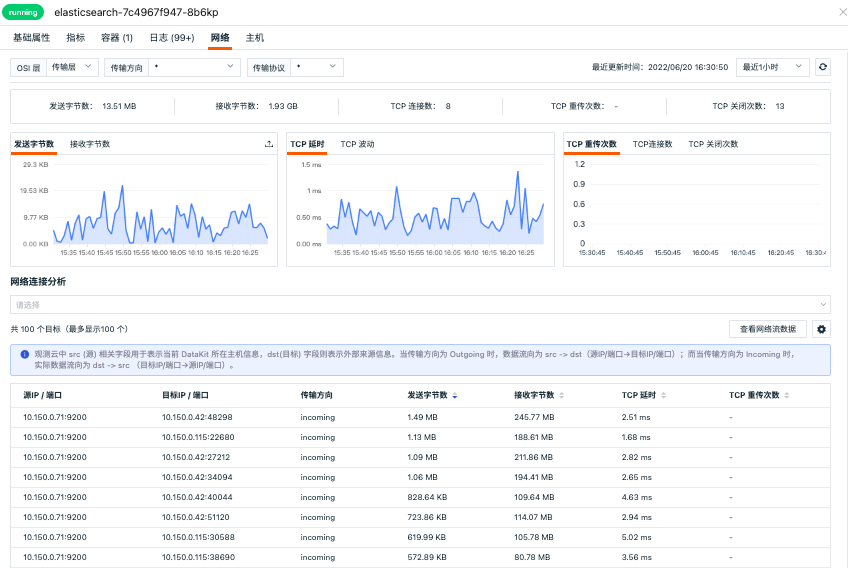 running elasticsearch-7c4967f947-8b6kp
基础属性 指标 容器 (1) 日志 (99+) 网络 主机
OSI 层 传输层 传输方向 * 传输协议 * 最近更新时间：2022/06/20 16:30:50 最近1小时
发送字节数： 13.51 MB 接收字节数： 1.93 GB TCP 连接数： 8 TCP 重传次数： - TCP 关闭次数： 13
发送字节数 接收字节数
29.3 KB
19.53 KB
9.77 KB
0.00 KB
15:35 15:40 15:45 15:50 15:55 16:00 16:05 16:10 16:15 16:20 16:25
TCP 延时 TCP 波动
1.5 ms
1 ms
0.50 ms
0.00 ms
15:35 15:40 15:45 15:50 15:55 16:00 16:05 16:10 16:15 16:20 16:25
TCP 重传次数 TCP连接数 TCP 关闭次数
1.2
0.9
0.6
0.3
0
15:30:45 15:40:45 15:50:45 16:00:45 16:10:45 16:20:45 16:30:4
网络连接分析
请选择
共 100 个目标（最多显示100 个） 查看网络流数据
观测云中 src (源) 相关字段用于表示当前 DataKit 所在主机信息，dst(目标) 字段则表示外部来源信息。当传输方向为 Outgoing 时，数据流向为 src -> dst（源IP/端口→目标IP/端口）；而当传输方向为 Incoming 时，
实际数据流向为 dst -> src （目标IP/端口→源IP/端口）。
源IP / 端口 目标IP / 端口 传输方向 发送字节数 接收字节数 TCP 延时 TCP 重传次数
10.150.0.71:9200 10.150.0.42:48298 incoming 1.49 MB 245.77 MB 2.51 ms -
10.150.0.71:9200 10.150.0.115:22680 incoming 1.13 MB 188.61 MB 1.68 ms -
10.150.0.71:9200 10.150.0.42:27212 incoming 1.09 MB 211.86 MB 2.82 ms -
10.150.0.71:9200 10.150.0.42:34094 incoming 1.06 MB 194.41 MB 2.65 ms -
10.150.0.71:9200 10.150.0.42:40044 incoming 828.64 KB 109.64 MB 4.63 ms -
10.150.0.71:9200 10.150.0.42:51120 incoming 723.86 KB 114.07 MB 2.94 ms -
10.150.0.71:9200 10.150.0.115:30588 incoming 619.99 KB 105.78 MB 5.02 ms -
10.150.0.71:9200 10.150.0.115:38690 incoming 572.89 KB 80.78 MB 3.56 ms -